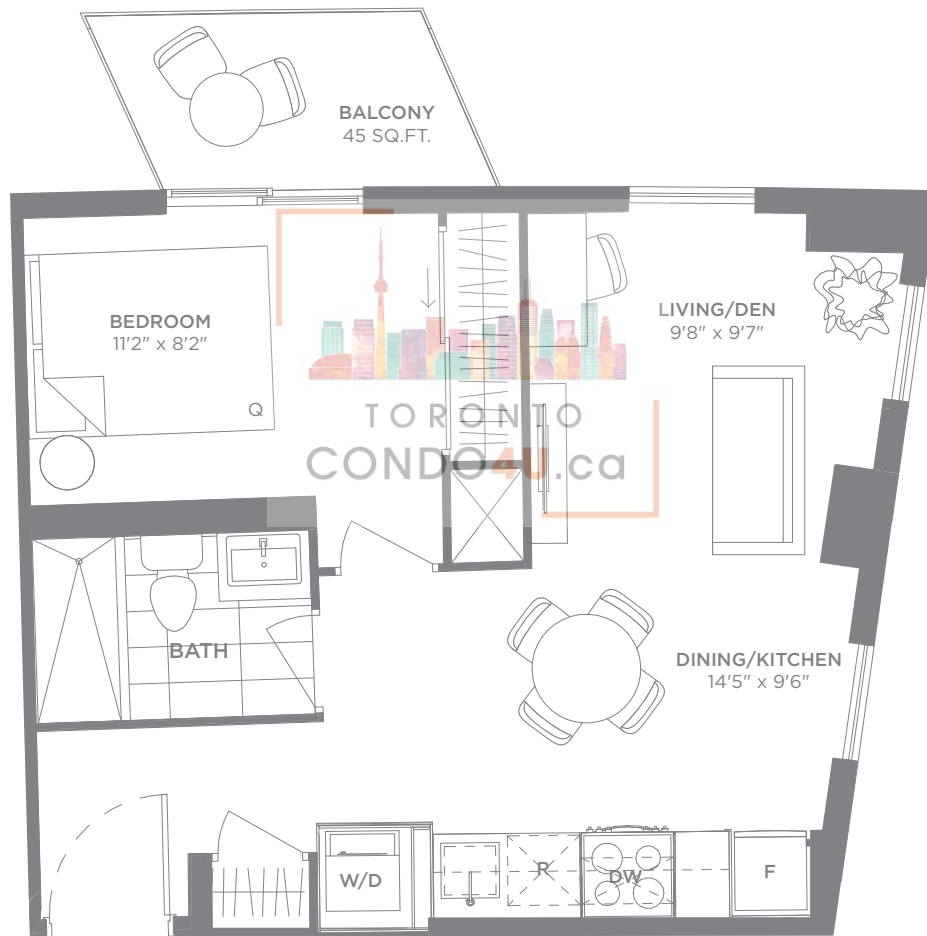 BALCONY
45 SQ.FT.
BEDROOM
11'2" x 8'2"
Q
LIVING/DEN
9'8" x 9'7"
TORONTO
CONDO4U.ca
BATH
DINING/KITCHEN
14'5" x 9'6"
W/D
R
DW
F